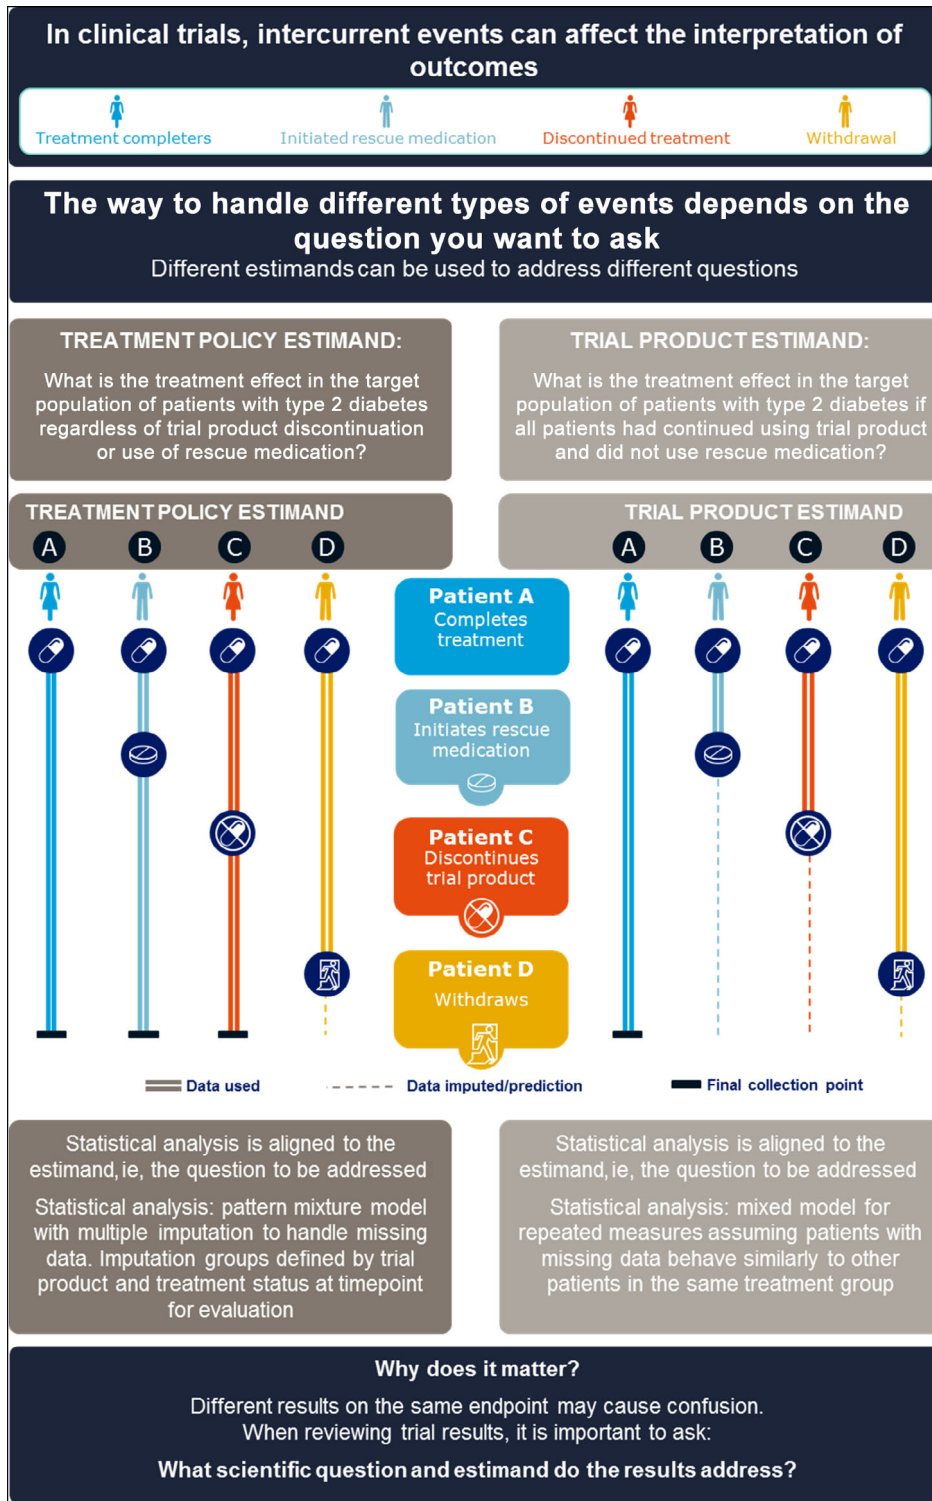 In clinical trials, intercurrent events can affect the interpretation of
outcomes
Treatment completers
Initiated rescue medication
Discontinued treatment
Withdrawal
The way to handle different types of events depends on the
question you want to ask
Different estimands can be used to address different questions
TREATMENT POLICY ESTIMAND:
What is the treatment effect in the target
population of patients with type 2 diabetes
regardless of trial product discontinuation
or use of rescue medication?
TRIAL PRODUCT ESTIMAND:
What is the treatment effect in the target
population of patients with type 2 diabetes if
all patients had continued using trial product
and did not use rescue medication?
TREATMENT POLICY ESTIMAND
A B C D
TRIAL PRODUCT ESTIMAND
A B C D
Patient A
Completes
treatment
Patient B
Initiates rescue
medication
Patient C
Discontinues
trial product
Patient D
Withdraws
Data used
Data imputed/prediction
Final collection point
Statistical analysis is aligned to the
estimand, ie, the question to be addressed
Statistical analysis: pattern mixture model
with multiple imputation to handle missing
data. Imputation groups defined by trial
product and treatment status at timepoint
for evaluation
Statistical analysis is aligned to the
estimand, ie, the question to be addressed
Statistical analysis: mixed model for
repeated measures assuming patients with
missing data behave similarly to other
patients in the same treatment group
Why does it matter?
Different results on the same endpoint may cause confusion.
When reviewing trial results, it is important to ask:
What scientific question and estimand do the results address?